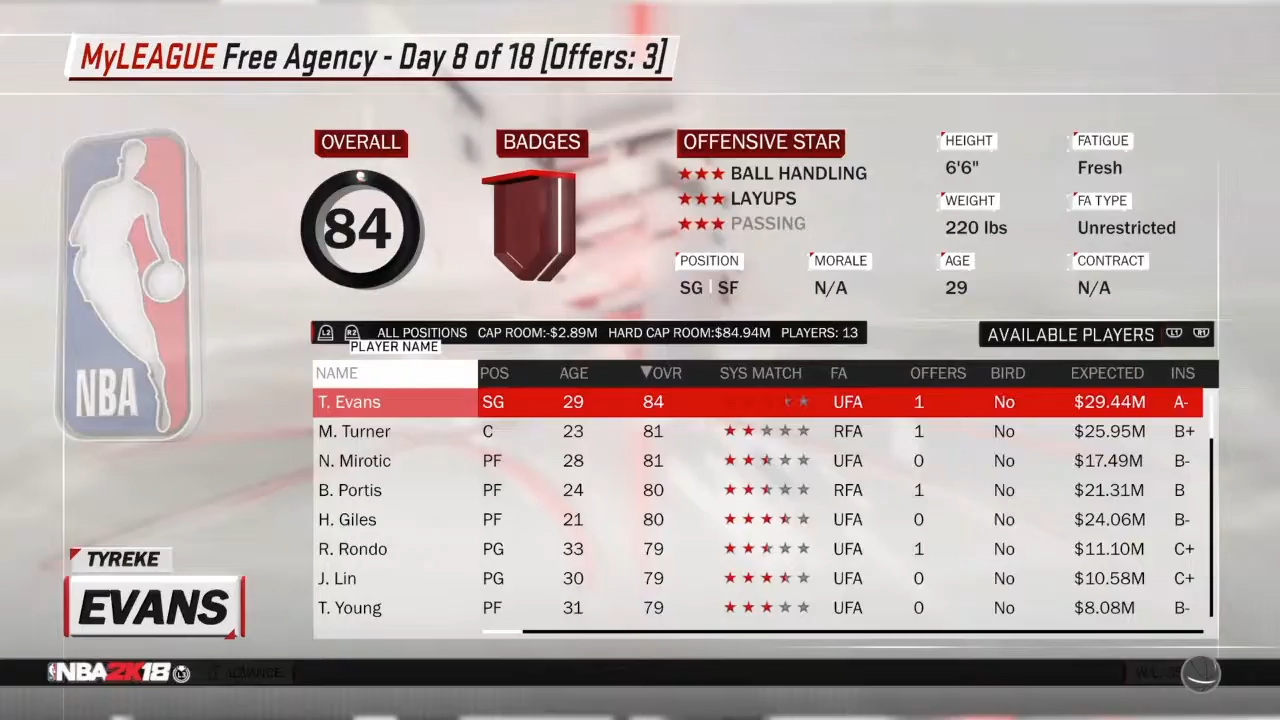 MyLEAGUE Free Agency - Day 8 of 18 [Offers: 3]
OVERALL
84
BADGES
OFFENSIVE STAR
★★★ BALL HANDLING
★★★ LAYUPS
★★★ PASSING
POSITION
SG | SF
MORALE
N/A
HEIGHT
6'6"
WEIGHT
220 lbs
AGE
29
FATIGUE
Fresh
FA TYPE
Unrestricted
CONTRACT
N/A
NBA
L2 R2 ALL POSITIONS CAP ROOM:-$2.89M HARD CAP ROOM:$84.94M PLAYERS: 13
AVAILABLE PLAYERS L1 R1
PLAYER NAME
NAME POS AGE ▼OVR SYS MATCH FA OFFERS BIRD EXPECTED INS
T. Evans SG 29 84 UFA 1 No $29.44M A-
M. Turner C 23 81 RFA 1 No $25.95M B+
N. Mirotic PF 28 81 UFA 0 No $17.49M B-
B. Portis PF 24 80 RFA 1 No $21.31M B
H. Giles PF 21 80 UFA 0 No $24.06M B-
R. Rondo PG 33 79 UFA 1 No $11.10M C+
J. Lin PG 30 79 UFA 0 No $10.58M C+
T. Young PF 31 79 UFA 0 No $8.08M B-
TYREKE
EVANS
NBA2K18
ADVANCE